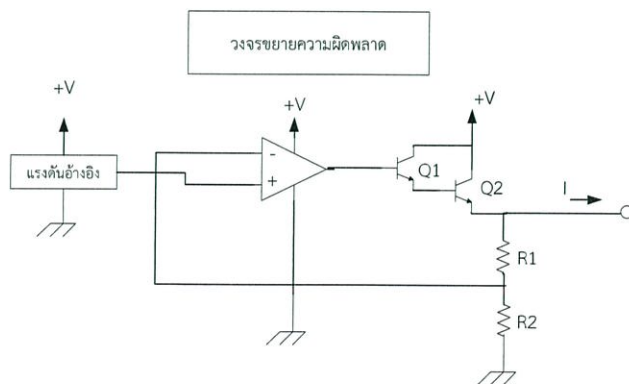 วงจรขยายความผิดพลาด
+V
+V
+V
แรงดันอ้างอิง
-
+
Q1
Q2
I
R1
R2